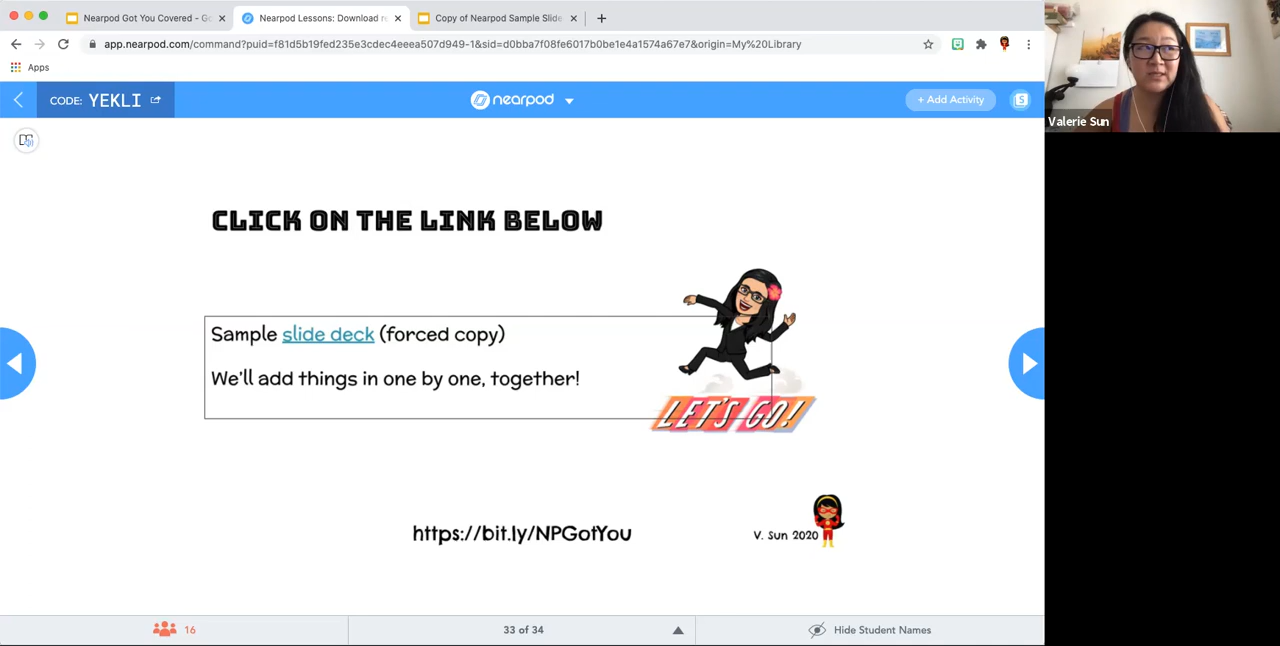 Nearpod Got You Covered - Go
Nearpod Lessons: Download re
Copy of Nearpod Sample Slide
app.nearpod.com/command?puid=f81d5b19fed235e3cdec4eeea507d949-1&sid=d0bba7f08fe6017b0be1e4a1574a67e7&origin=My%20Library
Apps
CODE: YEKLI
nearpod
+ Add Activity
S
Valerie Sun
CLICK ON THE LINK BELOW
Sample slide deck (forced copy)
We'll add things in one by one, together!
LET'S GO!
https://bit.ly/NPGotYou
V. Sun 2020
16
33 of 34
Hide Student Names